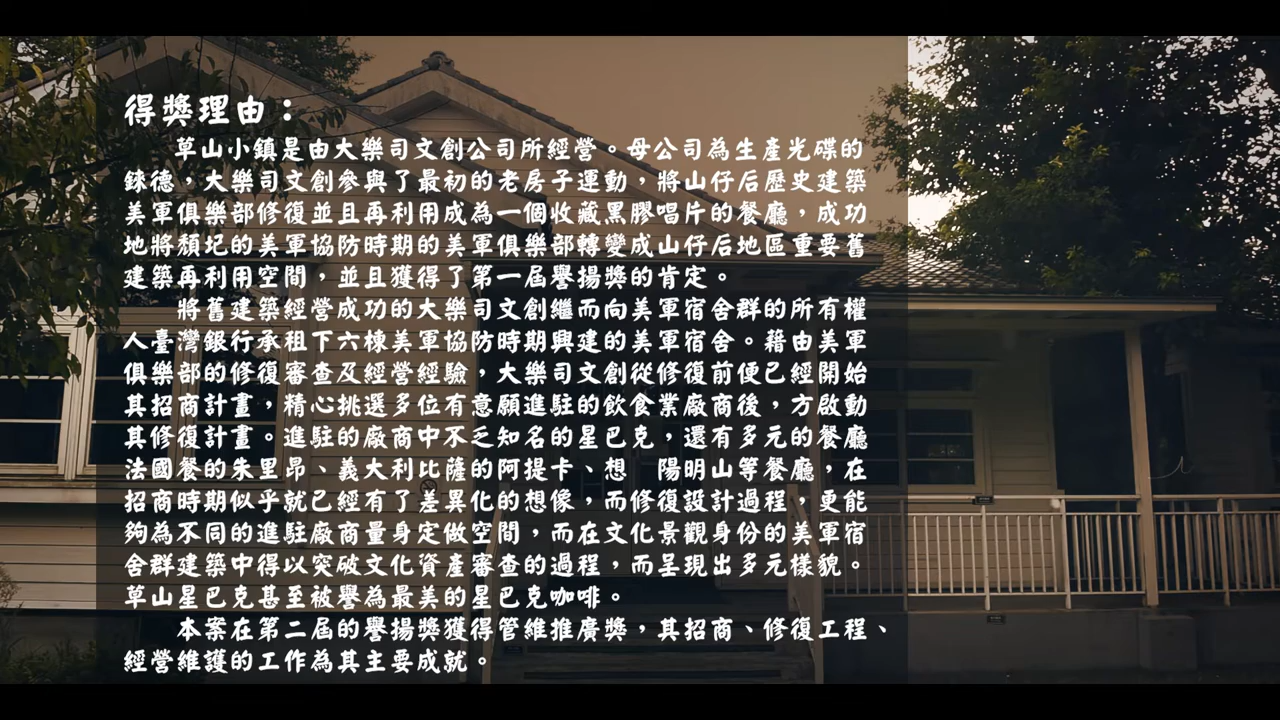 得獎理由：
草山小鎮是由大樂司文創公司所經營。母公司為生產光碟的
錸德，大樂司文創參與了最初的老房子運動，將山仔后歷史建築
美軍俱樂部修復並且再利用成為一個收藏黑膠唱片的餐廳，成功
地將頹圮的美軍協防時期的美軍俱樂部轉變成山仔后地區重要舊
建築再利用空間，並且獲得了第一屆譽揚獎的肯定。
將舊建築經營成功的大樂司文創繼而向美軍宿舍群的所有權
人臺灣銀行承租下六棟美軍協防時期興建的美軍宿舍。藉由美軍
俱樂部的修復審查及經營經驗，大樂司文創從修復前便已經開始
其招商計畫，精心挑選多位有意願進駐的飲食業廠商後，方啟動
其修復計畫。進駐的廠商中不乏知名的星巴克，還有多元的餐廳
法國餐的朱里昂、義大利比薩的阿提卡、想　陽明山等餐廳，在
招商時期似乎就已經有了差異化的想像，而修復設計過程，更能
夠為不同的進駐廠商量身定做空間，而在文化景觀身份的美軍宿
舍群建築中得以突破文化資產審查的過程，而呈現出多元樣貌。
草山星巴克甚至被譽為最美的星巴克咖啡。
本案在第二屆的譽揚獎獲得管維推廣獎，其招商、修復工程、
經營維護的工作為其主要成就。